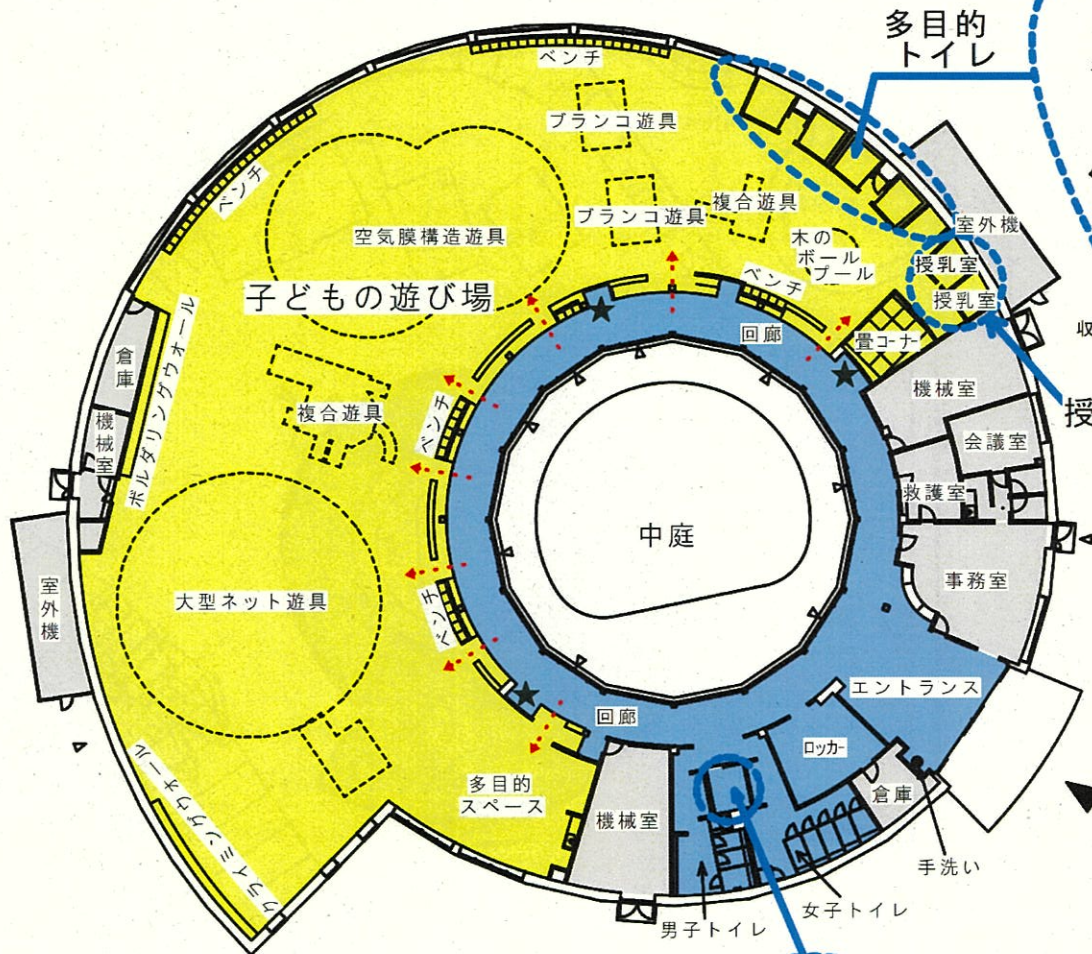 多目的
トイレ
ベンチ
ブランコ遊具
ベンチ
ブランコ遊具
複合遊具
室外機
空気膜構造遊具
木の
ボール
プール
授乳室
ベンチ
授乳室
子どもの遊び場
収
回廊
畳コーナー
倉庫
機械室
ボルダリングウオール
複合遊具
ベンチ
授
会議室
機械室
救護室
中庭
事務室
室外機
大型ネット遊具
ベンチ
エントランス
回廊
ロッカー
多目的
スペース
倉庫
機械室
クライミングウオール
手洗い
女子トイレ
男子トイレ